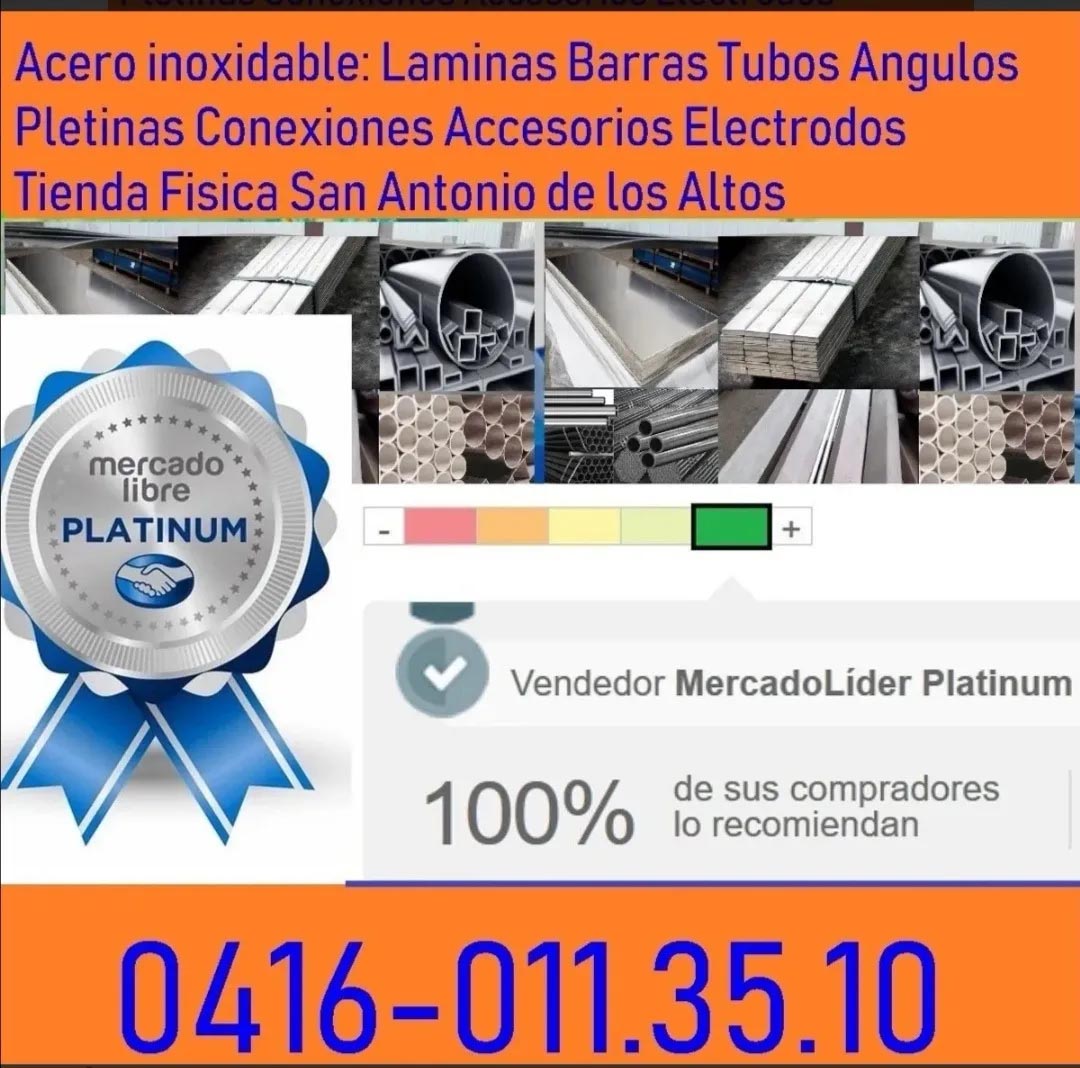 Acero inoxidable: Laminas Barras Tubos Angulos
Pletinas Conexiones Accesorios Electrodos
Tienda Fisica San Antonio de los Altos
mercado
libre
PLATINUM
- +
Vendedor MercadoLíder Platinum
100%
de sus compradores
lo recomiendan
0416-011.35.10